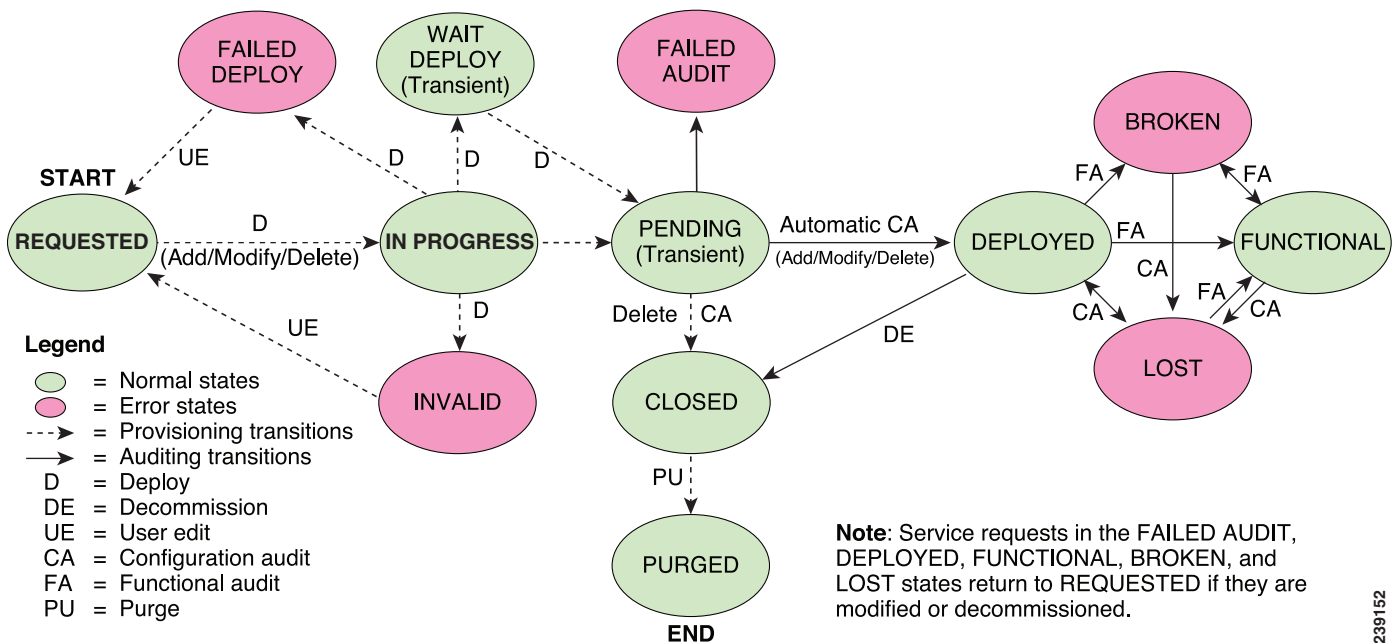 FAILED
DEPLOY
WAIT
DEPLOY
(Transient)
FAILED
AUDIT
BROKEN
UE
D
D
D
FA
FA
START
REQUESTED
D
(Add/Modify/Delete)
IN PROGRESS
PENDING
(Transient)
Automatic CA
(Add/Modify/Delete)
DEPLOYED
FA
FUNCTIONAL
CA
FA
CA
CA
UE
D
Delete
CA
DE
INVALID
CLOSED
LOST
PU
PURGED
END
Legend
= Normal states
= Error states
= Provisioning transitions
= Auditing transitions
D = Deploy
DE = Decommission
UE = User edit
CA = Configuration audit
FA = Functional audit
PU = Purge
Note: Service requests in the FAILED AUDIT,
DEPLOYED, FUNCTIONAL, BROKEN, and
LOST states return to REQUESTED if they are
modified or decommissioned.
239152